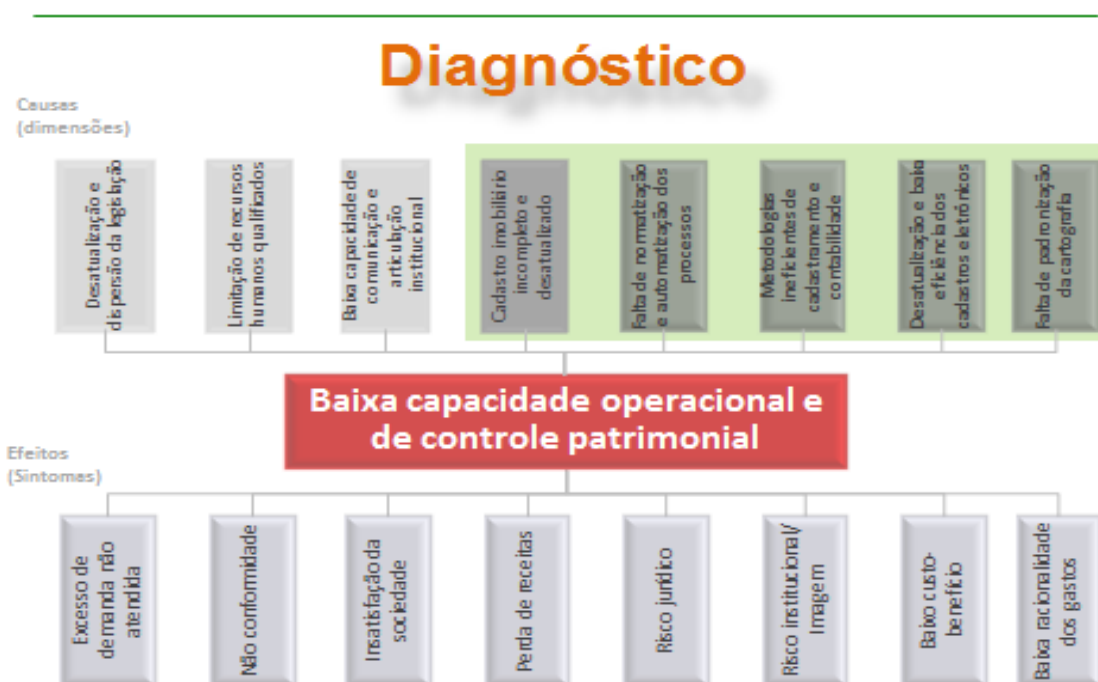 Diagnóstico
Causas
(dimensões)
Desatualização e
dispersão da legislação
Limitação de recursos
humanos qualificados
Baixa capacidade de
comunicação e
articulação
institucional
Cadastro imobiliário
incompleto e
desatualizado
Falta de normatização
e automatização dos
processos
Metodologias
ineficientes de
cadastramento e
contabilidade
Desatualização e baixa
eficiência dos
cadastros eletrônicos
Falta de padronização
da cartografia
Baixa capacidade operacional e
de controle patrimonial
Efeitos
(Sintomas)
Excesso de
demanda não
atendida
Não conformidade
Insatisfação da
sociedade
Perda de receitas
Risco jurídico
Risco institucional/
Imagem
Baixo custo-
benefício
Baixa racionalidade
dos gastos